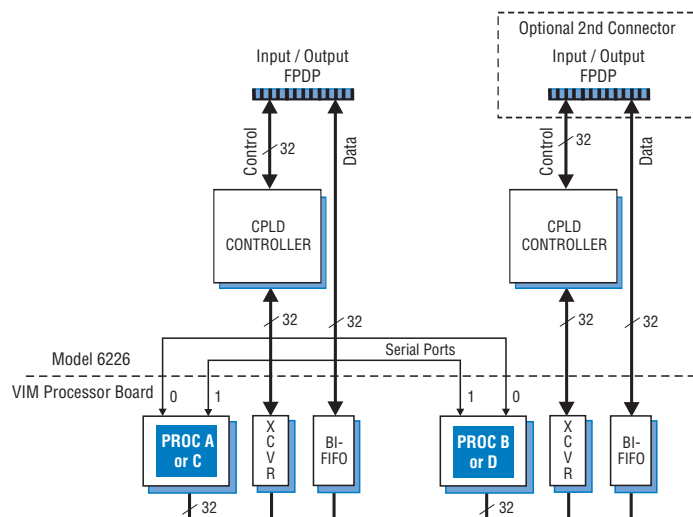 Optional 2nd Connector
Input / Output
FPDP
Input / Output
FPDP
Control
32
Data
Control
32
Data
CPLD
CONTROLLER
CPLD
CONTROLLER
32
32
32
32
Serial Ports
Model 6226
VIM Processor Board
0
1
1
0
PROC A
or C
XCVR
BI-
FIFO
PROC B
or D
XCVR
BI-
FIFO
32
32